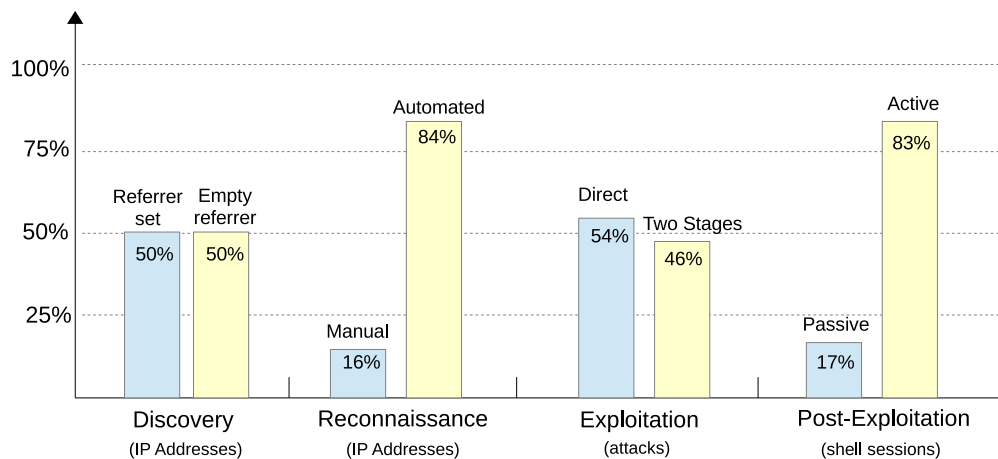 100%
75%
50%
25%
Referrer
set
50%
Empty
referrer
50%
Manual
16%
Automated
84%
Direct
54%
Two Stages
46%
Passive
17%
Active
83%
Discovery
(IP Addresses)
Reconnaissance
(IP Addresses)
Exploitation
(attacks)
Post-Exploitation
(shell sessions)